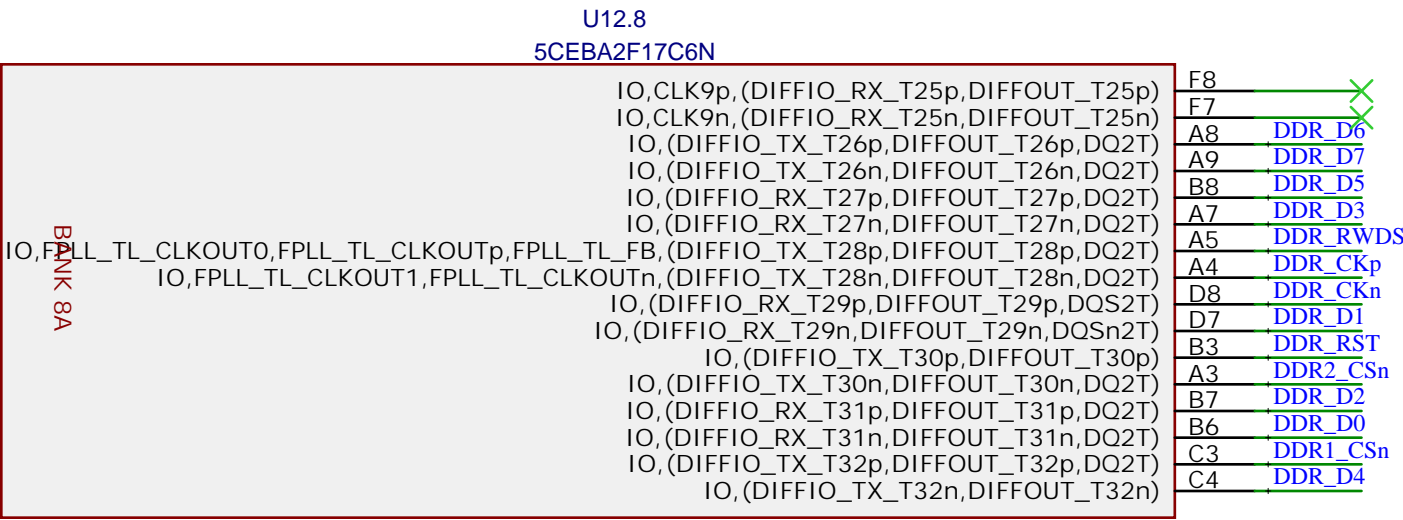 U12.8
5CEBA2F17C6N
IO,CLK9p,(DIFFIO_RX_T25p,DIFFOUT_T25p) F8
IO,CLK9n,(DIFFIO_RX_T25n,DIFFOUT_T25n) F7
IO,(DIFFIO_TX_T26p,DIFFOUT_T26p,DQ2T) A8 DDR_D6
IO,(DIFFIO_TX_T26n,DIFFOUT_T26n,DQ2T) A9 DDR_D7
IO,(DIFFIO_RX_T27p,DIFFOUT_T27p,DQ2T) B8 DDR_D5
IO,(DIFFIO_RX_T27n,DIFFOUT_T27n,DQ2T) A7 DDR_D3
IO,FPLL_TL_CLKOUT0,FPLL_TL_CLKOUTp,FPLL_TL_FB,(DIFFIO_TX_T28p,DIFFOUT_T28p,DQ2T) A5 DDR_RWDS
IO,FPLL_TL_CLKOUT1,FPLL_TL_CLKOUTn,(DIFFIO_TX_T28n,DIFFOUT_T28n,DQ2T) A4 DDR_CKp
IO,(DIFFIO_RX_T29p,DIFFOUT_T29p,DQS2T) D8 DDR_CKn
IO,(DIFFIO_RX_T29n,DIFFOUT_T29n,DQSn2T) D7 DDR_D1
IO,(DIFFIO_TX_T30p,DIFFOUT_T30p) B3 DDR_RST
IO,(DIFFIO_TX_T30n,DIFFOUT_T30n,DQ2T) A3 DDR2_CSn
IO,(DIFFIO_RX_T31p,DIFFOUT_T31p,DQ2T) B7 DDR_D2
IO,(DIFFIO_RX_T31n,DIFFOUT_T31n,DQ2T) B6 DDR_D0
IO,(DIFFIO_TX_T32p,DIFFOUT_T32p,DQ2T) C3 DDR1_CSn
IO,(DIFFIO_TX_T32n,DIFFOUT_T32n) C4 DDR_D4
BANK 8A